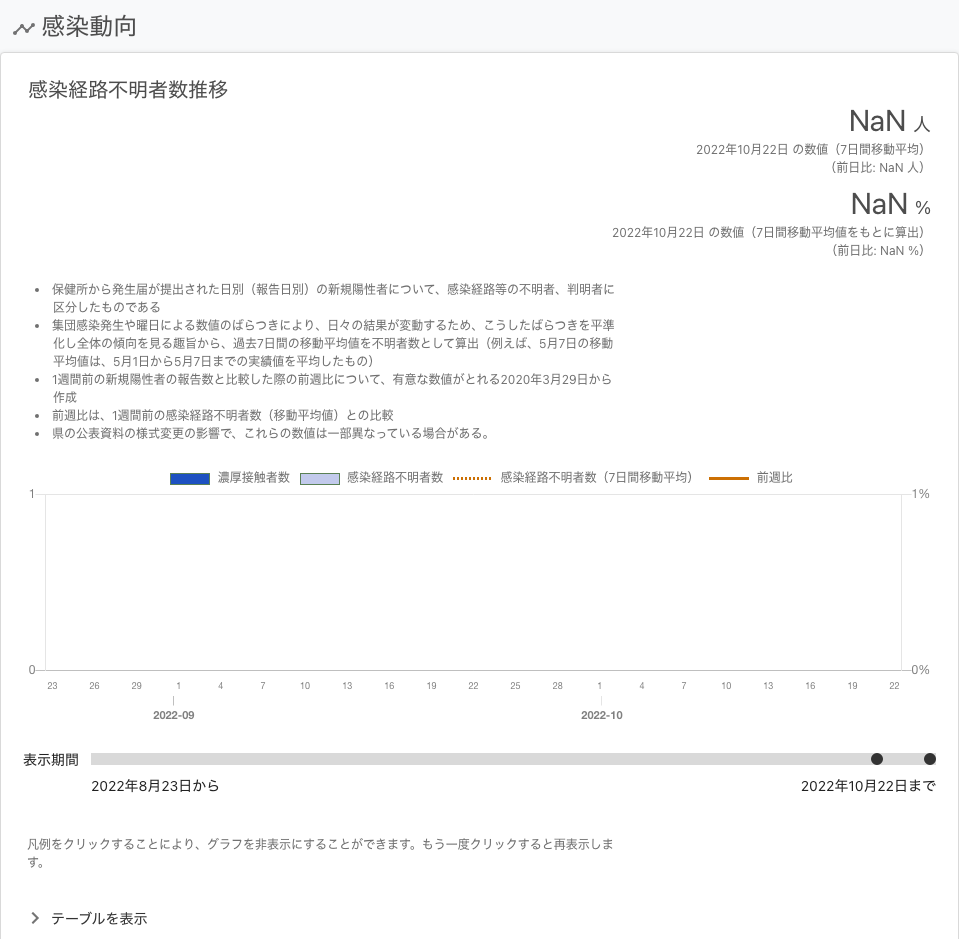 感染動向
感染経路不明者数推移
NaN 人
2022年10月22日 の数値（7日間移動平均）
（前日比: NaN 人）
NaN %
2022年10月22日 の数値（7日間移動平均値をもとに算出）
（前日比: NaN %）
• 保健所から発生届が提出された日別（報告日別）の新規陽性者について、感染経路等の不明者、判明者に
区分したものである
• 集団感染発生や曜日による数値のばらつきにより、日々の結果が変動するため、こうしたばらつきを平準
化し全体の傾向を見る趣旨から、過去7日間の移動平均値を不明者数として算出（例えば、5月7日の移動
平均値は、5月1日から5月7日までの実績値を平均したもの）
• 1週間前の新規陽性者の報告数と比較した際の前週比について、有意な数値がとれる2020年3月29日から
作成
• 前週比は、1週間前の感染経路不明者数（移動平均値）との比較
• 県の公表資料の様式変更の影響で、これらの数値は一部異なっている場合がある。
濃厚接触者数 感染経路不明者数 感染経路不明者数（7日間移動平均） 前週比
1 1%
0 0%
23 26 29 1 4 7 10 13 16 19 22 25 28 1 4 7 10 13 16 19 22
2022-09 2022-10
表示期間
2022年8月23日から 2022年10月22日まで
凡例をクリックすることにより、グラフを非表示にすることができます。もう一度クリックすると再表示しま
す。
テーブルを表示